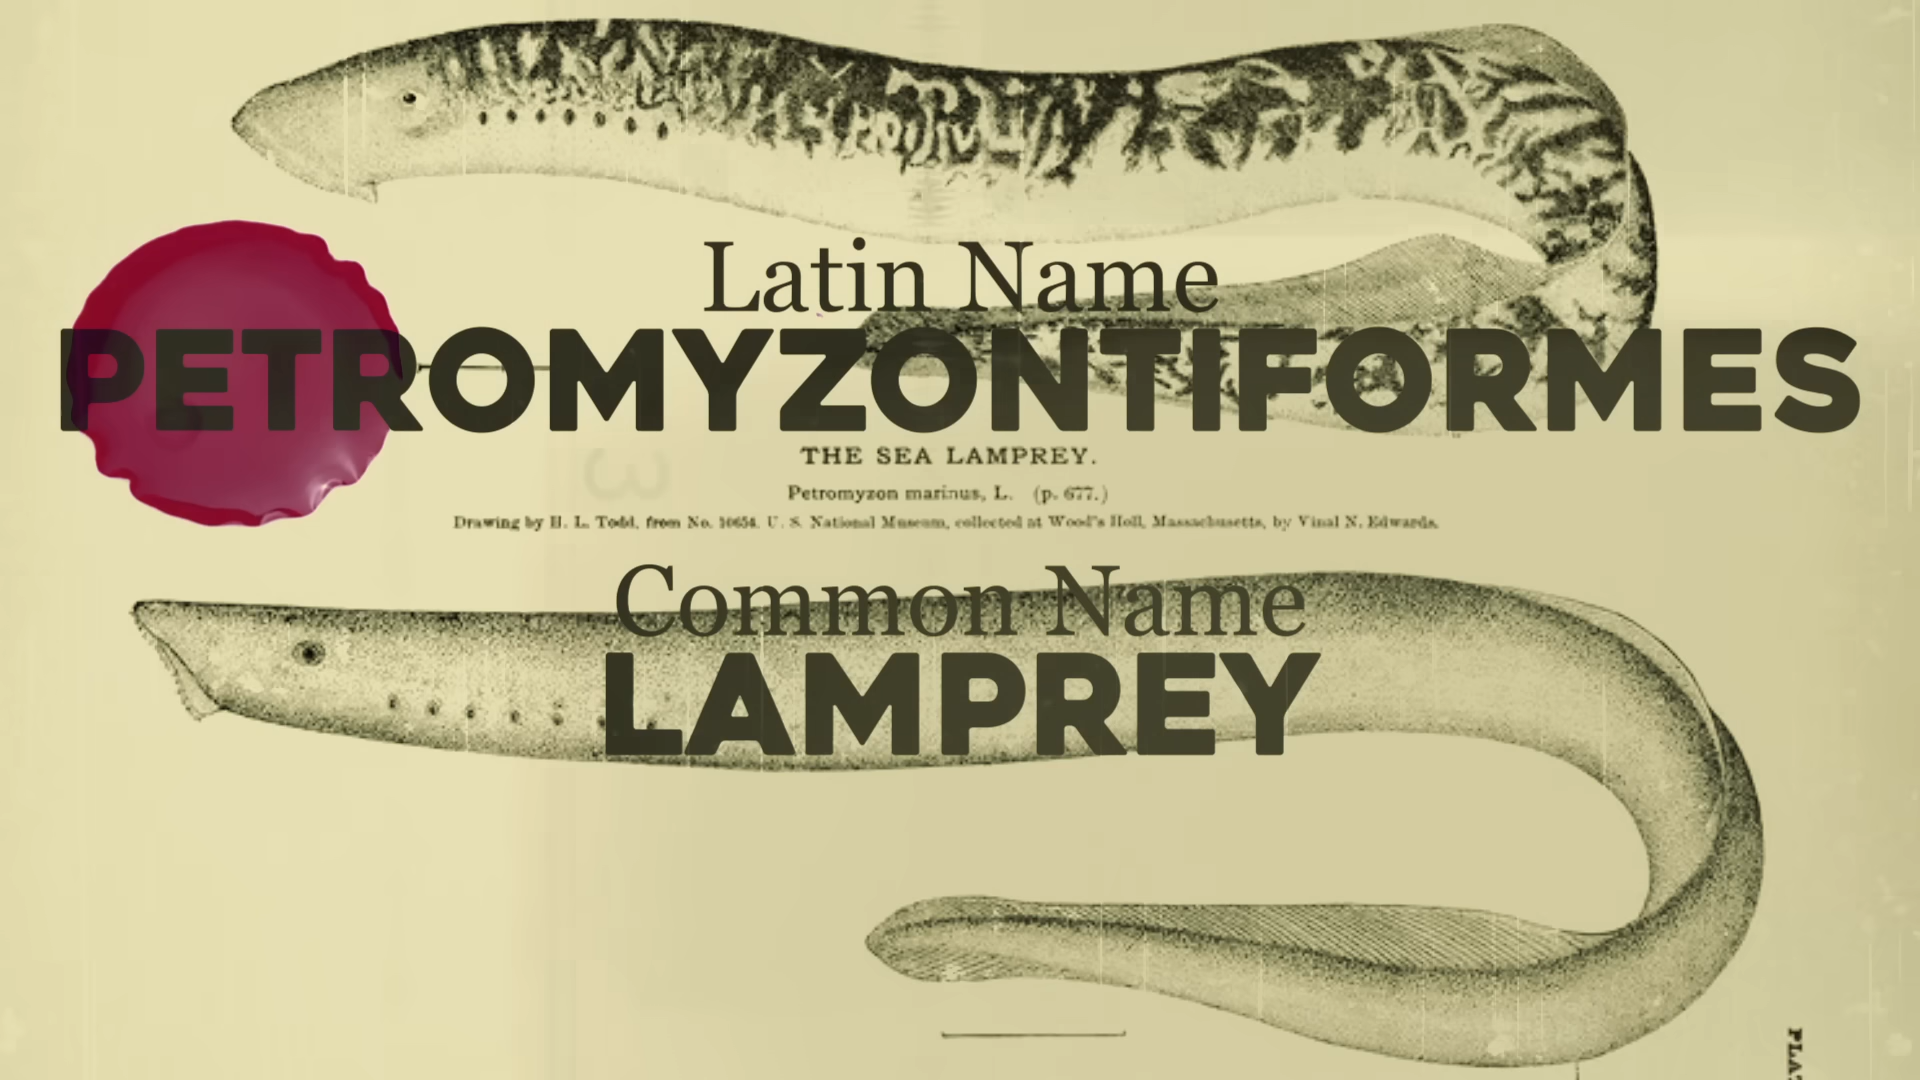 Latin Name
PETROMYZONTIFORMES
THE SEA LAMPREY.
Petromyzon marinus, L. (p. 677.)
Drawing by H. L. Todd, from No. 10654, U. S. National Museum, collected at Wood's Holl, Massachusetts, by Vinal N. Edwards.
Common Name
LAMPREY